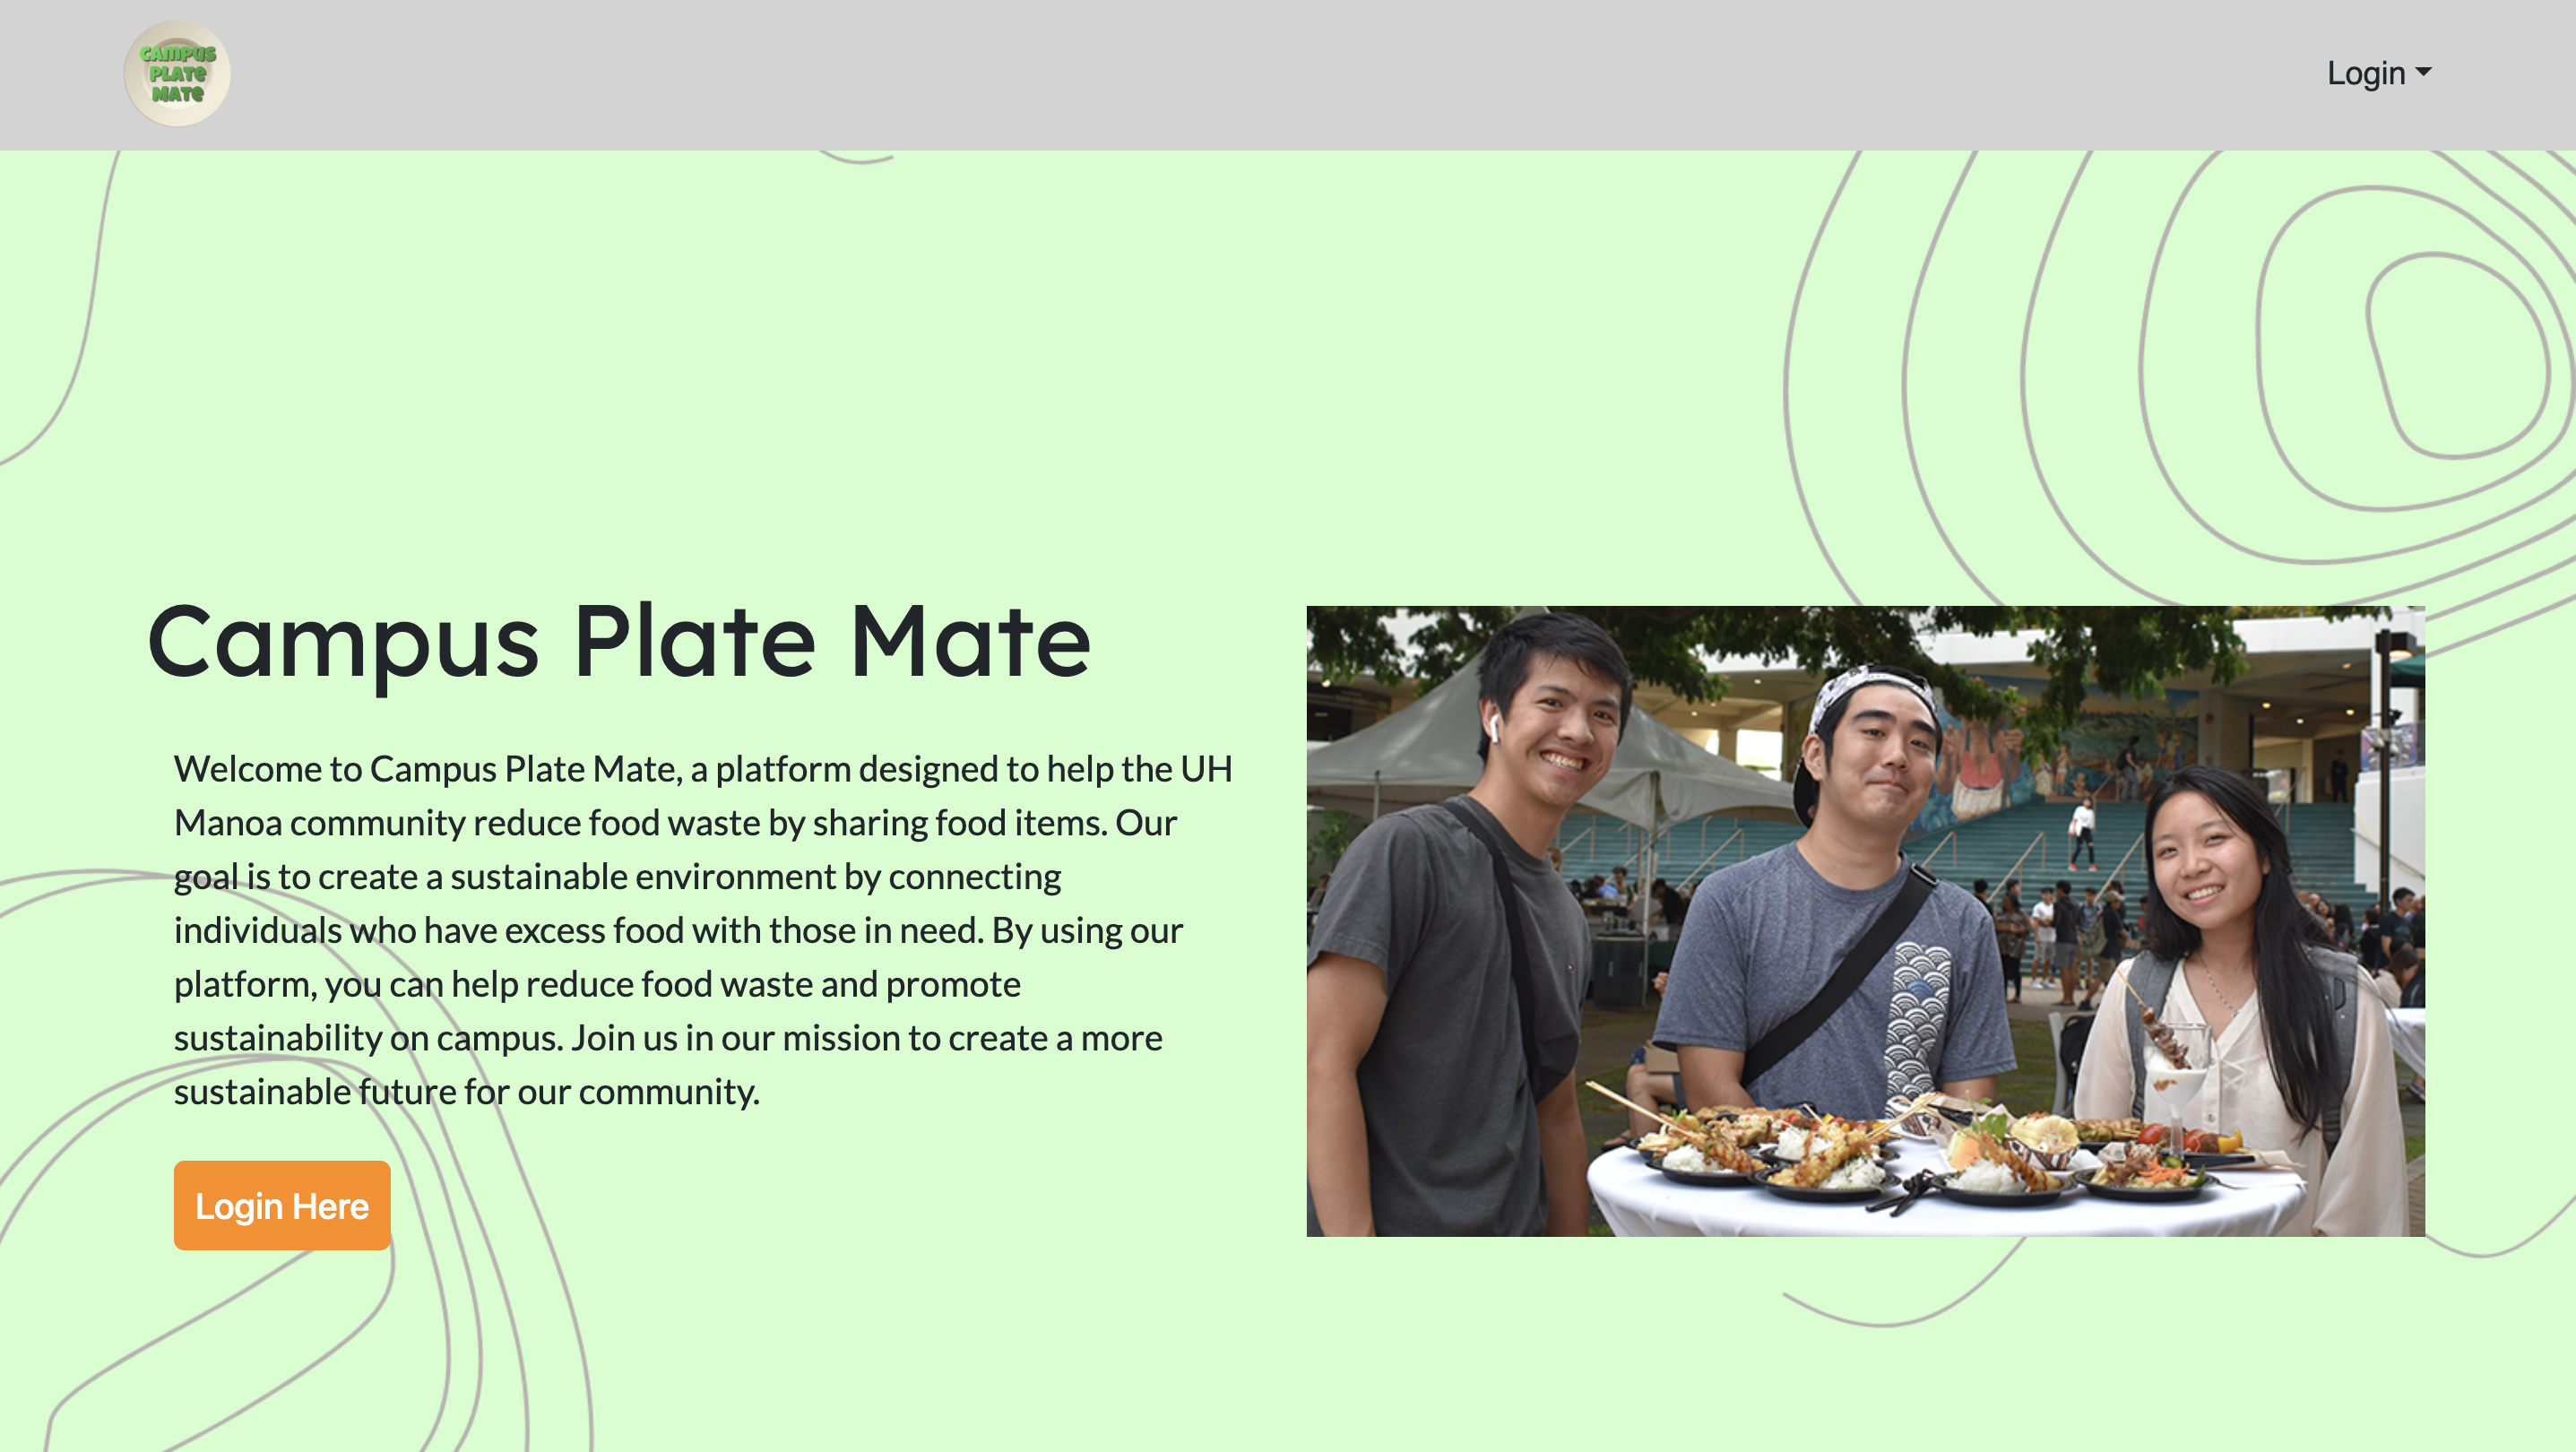 CAMPUS
PLATE
MATE
Login
Campus Plate Mate
Welcome to Campus Plate Mate, a platform designed to help the UH
Manoa community reduce food waste by sharing food items. Our
goal is to create a sustainable environment by connecting
individuals who have excess food with those in need. By using our
platform, you can help reduce food waste and promote
sustainability on campus. Join us in our mission to create a more
sustainable future for our community.
Login Here